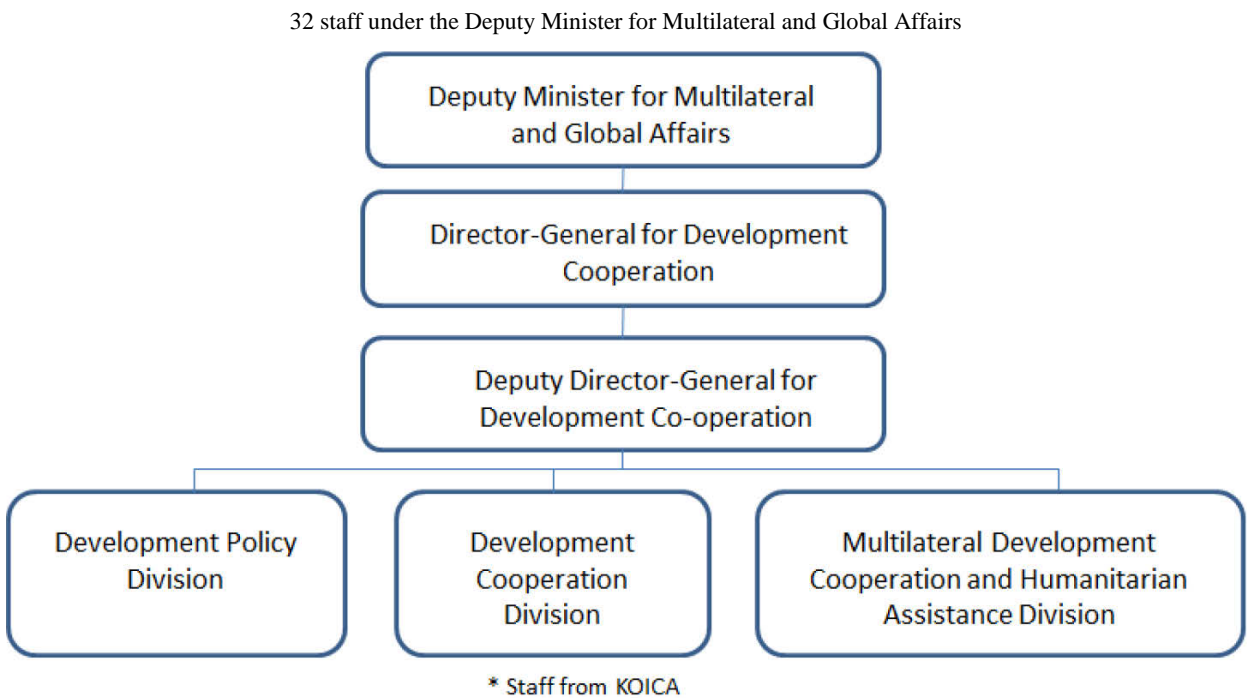 32 staff under the Deputy Minister for Multilateral and Global Affairs
Deputy Minister for Multilateral
and Global Affairs
Director-General for Development
Cooperation
Deputy Director-General for
Development Co-operation
Development Policy
Division
Development
Cooperation
Division
Multilateral Development
Cooperation and Humanitarian
Assistance Division
* Staff from KOICA